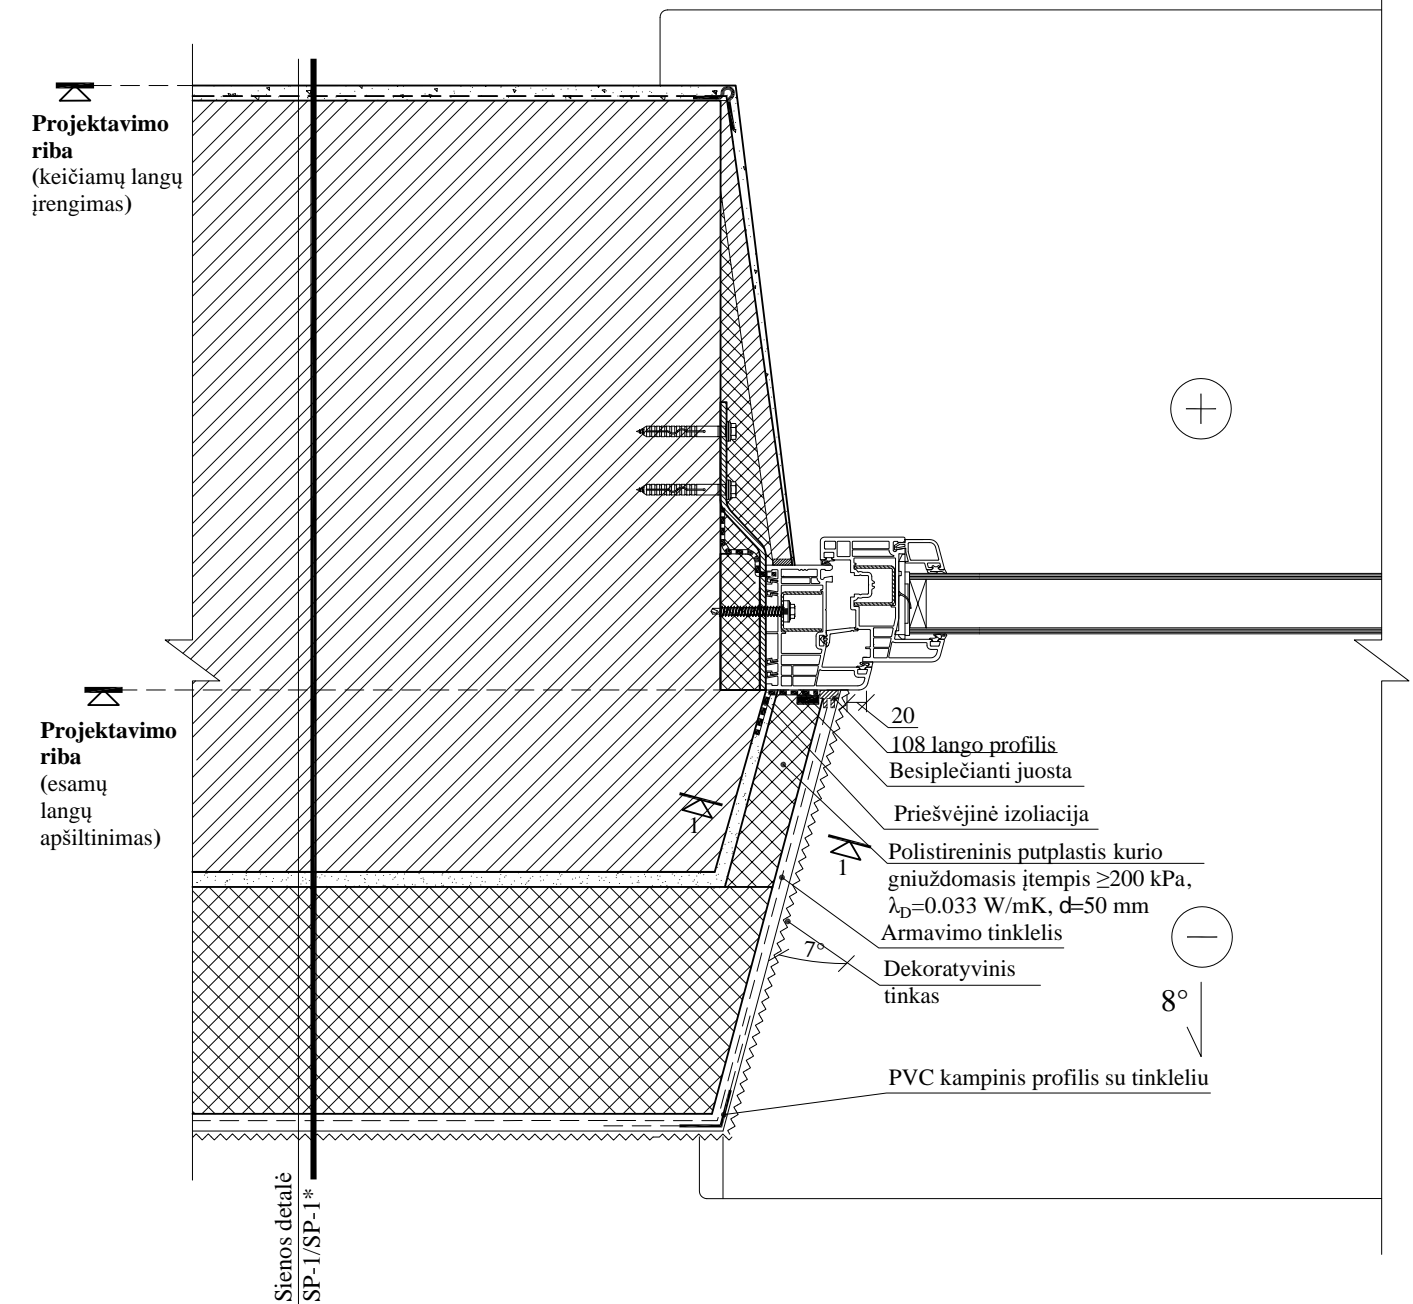 Projektavimo
riba
(keičiamų langų
įrengimas)
Projektavimo
riba
(esamų
langų
apšiltinimas)
20
108 lango profilis
Besiplečianti juosta
Priešvėjinė izoliacija
1
1
Polistireninis putplastis kurio
gniuždomasis įtempis ≥200 kPa,
λD=0.033 W/mK, d=50 mm
Armavimo tinklelis
7°
Dekoratyvinis
tinkas
8°
PVC kampinis profilis su tinkleliu
Sienos detalė
SP-1/SP-1*